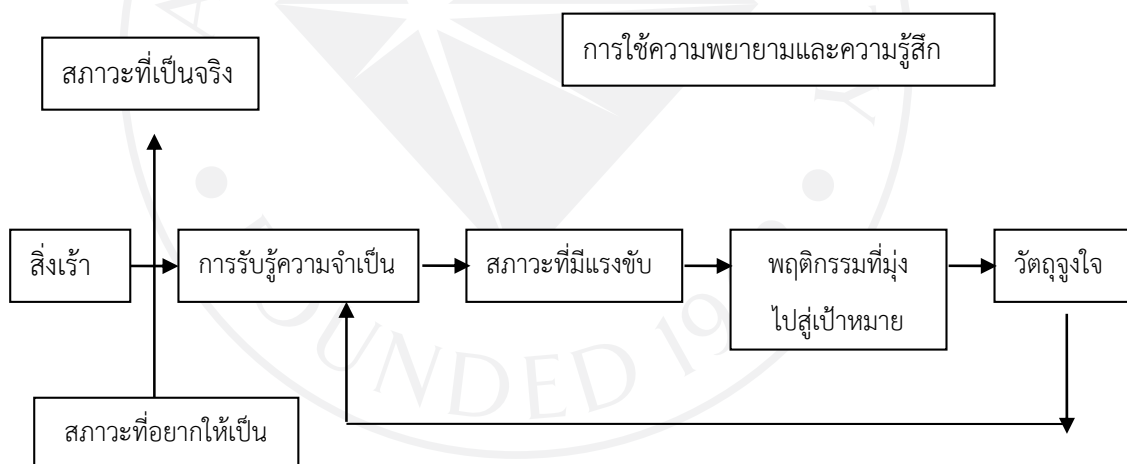 การใช้ความพยายามและความรู้สึก
สภาวะที่เป็นจริง
สิ่งเร้า
การรับรู้ความจำเป็น
สภาวะที่มีแรงขับ
พฤติกรรมที่มุ่ง
ไปสู่เป้าหมาย
วัตถุจูงใจ
สภาวะที่อยากให้เป็น
FOUNDED 19